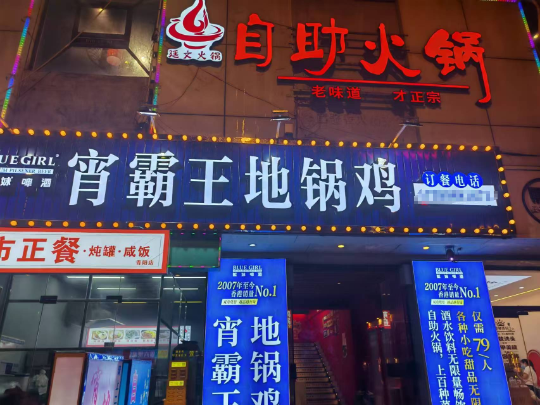 自助火锅
老味道 才正宗
BLUE GIRL
宵霸王地锅鸡
订餐电话
市正餐·炖罐·咸饭
BLUE GIRL
2007年至今
香港销量No.1
地锅鸡
宵霸王
BLUE GIRL
2007年至今
香港销量No.1
仅需79元/人
各种小吃甜品无限
酒水饮料无限量畅饮
自助火锅，上百种菜